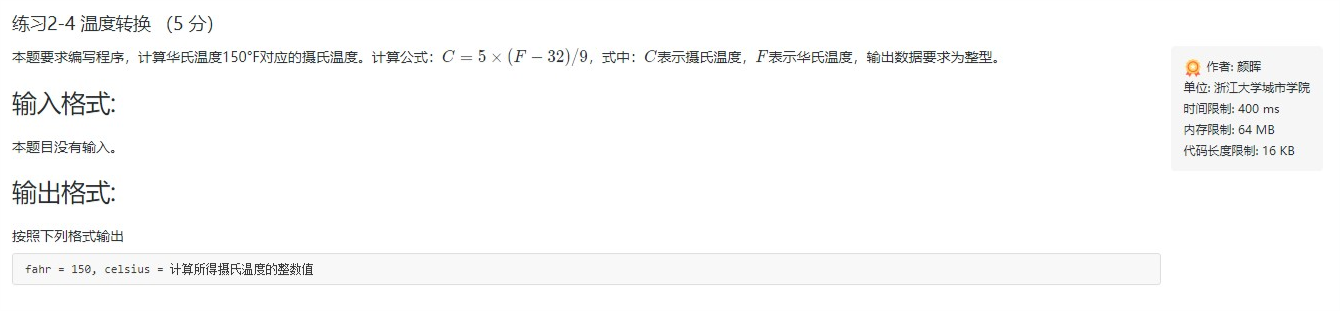 练习2-4 温度转换 （5 分）
本题要求编写程序，计算华氏温度150°F对应的摄氏温度。计算公式：C = 5 × (F − 32)/9，式中：C表示摄氏温度，F表示华氏温度，输出数据要求为整型。
输入格式:
本题目没有输入。
输出格式:
按照下列格式输出
fahr = 150, celsius = 计算所得摄氏温度的整数值
作者: 颜晖
单位: 浙江大学城市学院
时间限制: 400 ms
内存限制: 64 MB
代码长度限制: 16 KB